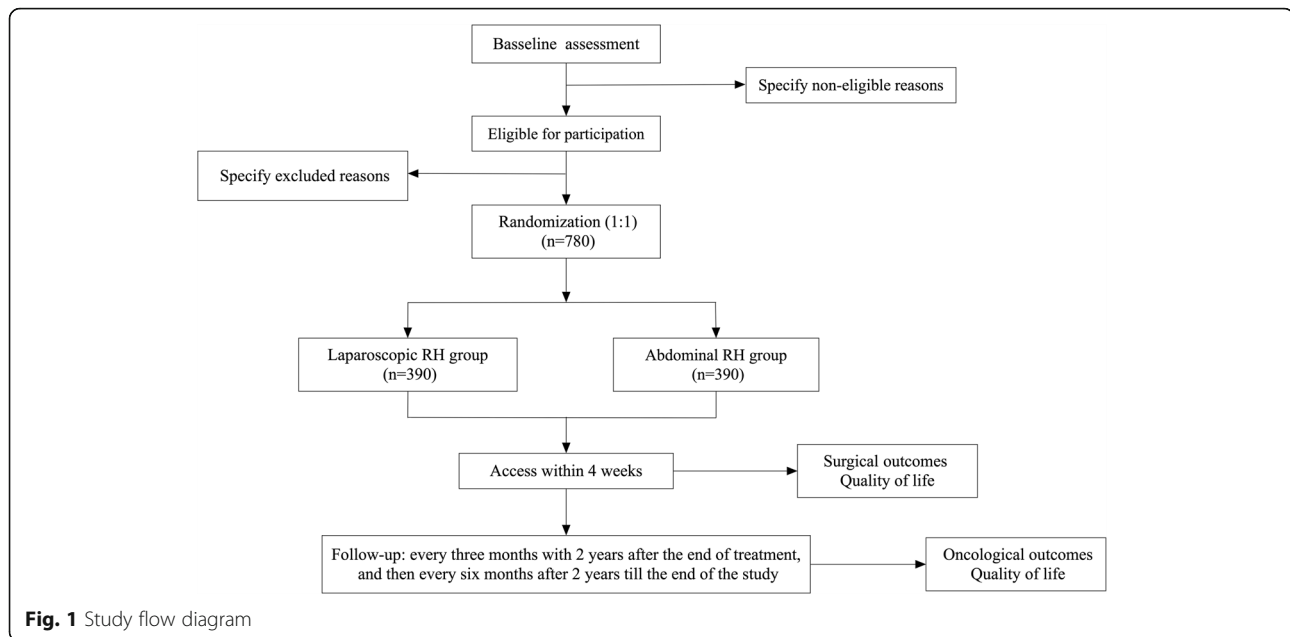 Basseline assessment
Specify non-eligible reasons
Eligible for participation
Specify excluded reasons
Randomization (1:1)
(n=780)
Laparoscopic RH group
(n=390)
Abdominal RH group
(n=390)
Access within 4 weeks
Surgical outcomes
Quality of life
Follow-up: every three months with 2 years after the end of treatment,
and then every six months after 2 years till the end of the study
Oncological outcomes
Quality of life
Fig. 1 Study flow diagram